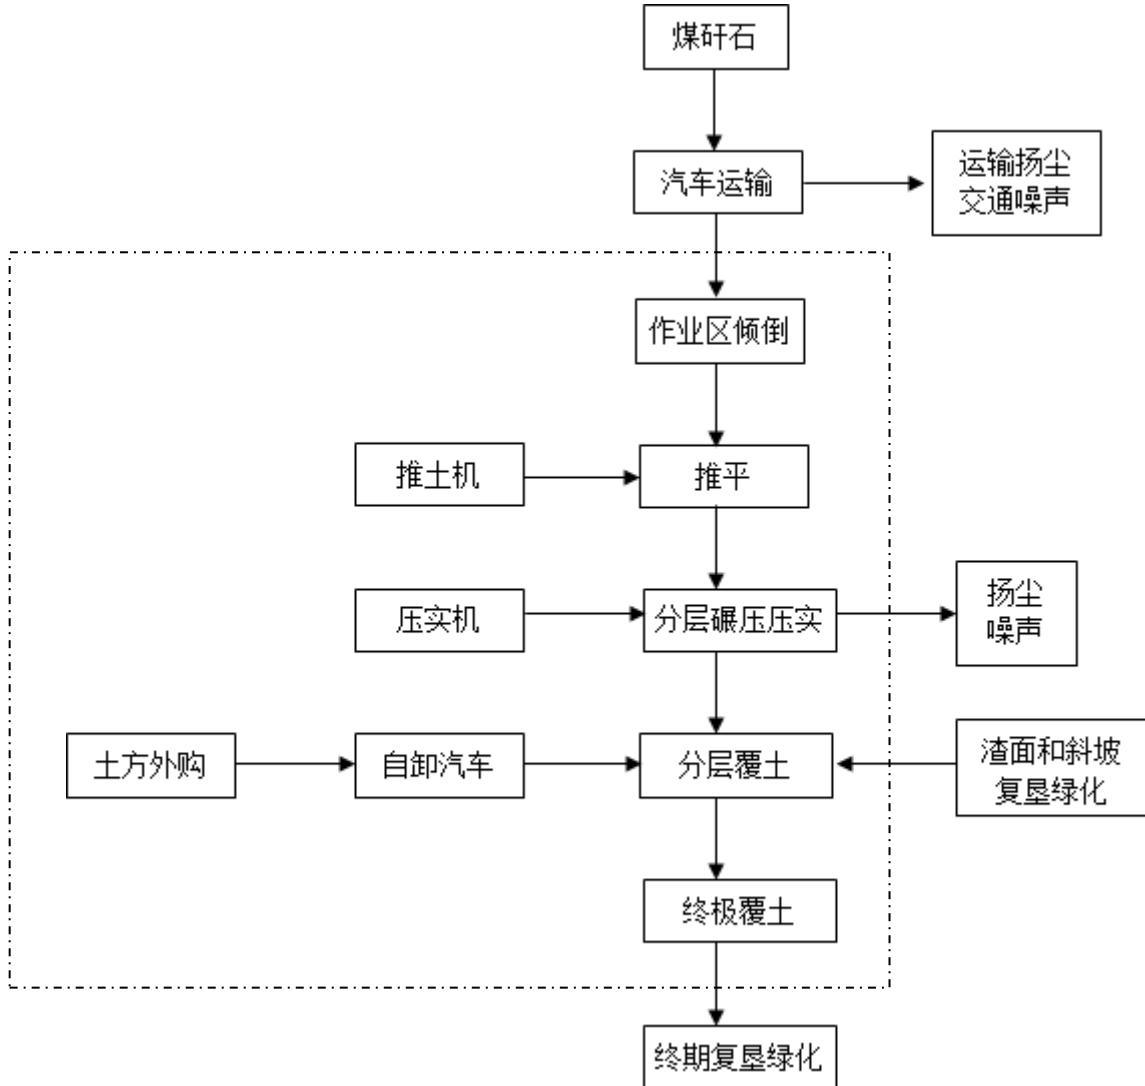 煤矸石
汽车运输
运输扬尘
交通噪声
作业区倾倒
推土机
推平
压实机
分层碾压压实
扬尘
噪声
土方外购
自卸汽车
分层覆土
渣面和斜坡
复垦绿化
终极覆土
终期复垦绿化